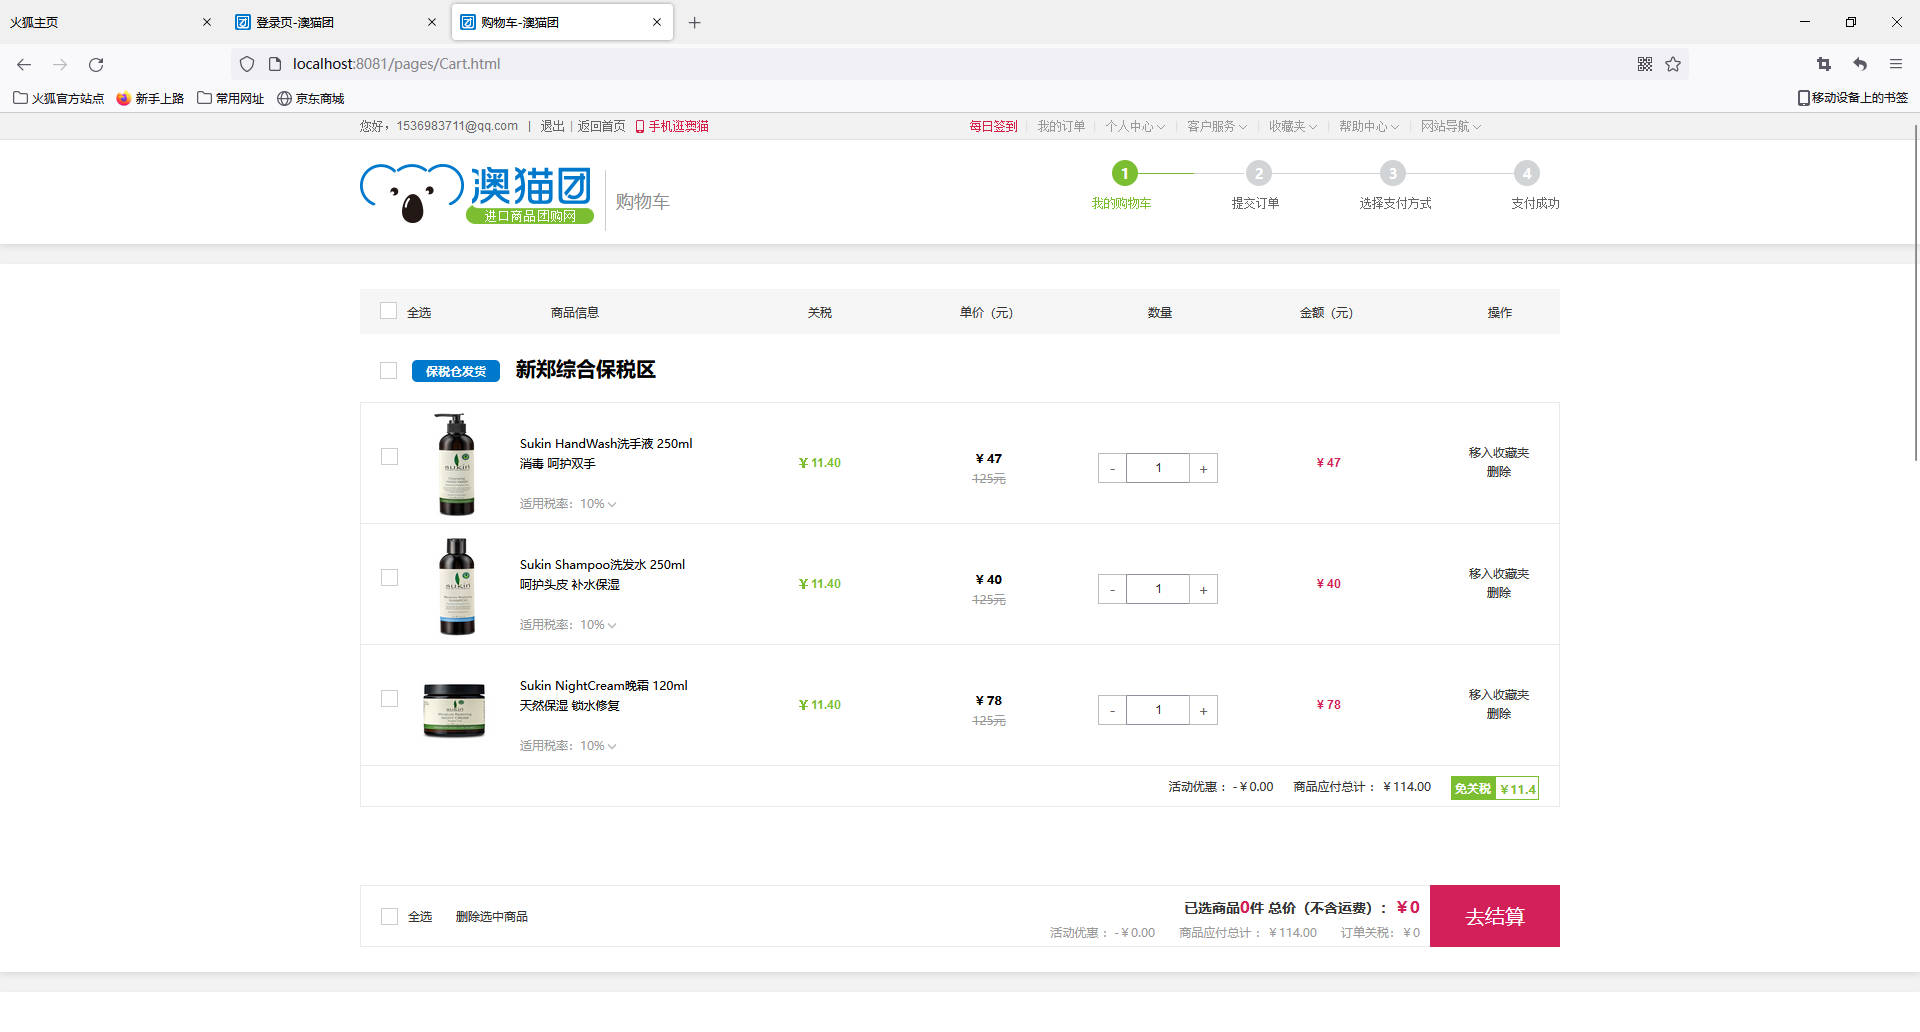 火狐主页
登录页-澳猫团
购物车-澳猫团
localhost:8081/pages/Cart.html
火狐官方站点 新手上路 常用网址 京东商城 移动设备上的书签
您好，1536983711@qq.com | 退出 | 返回首页 手机逛澳猫 每日签到 我的订单 个人中心 客户服务 收藏夹 帮助中心 网站导航
澳猫团
进口商品团购网
购物车
1 2 3 4
我的购物车 提交订单 选择支付方式 支付成功
全选 商品信息 关税 单价（元） 数量 金额（元） 操作
保税仓发货 新郑综合保税区
Sukin HandWash洗手液 250ml
消毒 呵护双手
适用税率：10%
￥11.40
￥47
125元
- 1 +
￥47
移入收藏夹
删除
Sukin Shampoo洗发水 250ml
呵护头皮 补水保湿
适用税率：10%
￥11.40
￥40
125元
- 1 +
￥40
移入收藏夹
删除
Sukin NightCream晚霜 120ml
天然保湿 锁水修复
适用税率：10%
￥11.40
￥78
125元
- 1 +
￥78
移入收藏夹
删除
活动优惠：-￥0.00 商品应付总计：￥114.00 免关税 ￥11.4
全选 删除选中商品
已选商品0件 总价（不含运费）：￥0
活动优惠：-￥0.00 商品应付总计：￥114.00 订单关税：￥0
去结算